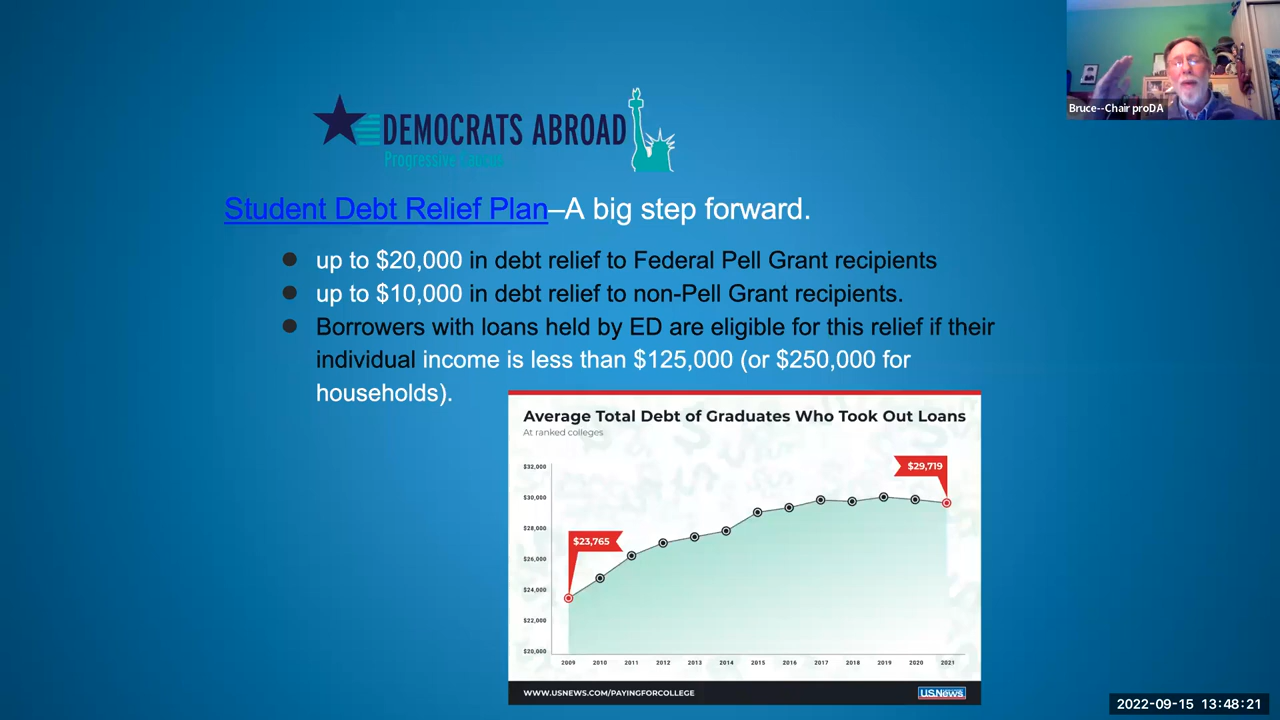 Bruce--Chair proDA
DEMOCRATS ABROAD
Progressive Caucus
Student Debt Relief Plan–A big step forward.
● up to $20,000 in debt relief to Federal Pell Grant recipients
● up to $10,000 in debt relief to non-Pell Grant recipients.
● Borrowers with loans held by ED are eligible for this relief if their
individual income is less than $125,000 (or $250,000 for
households).
Average Total Debt of Graduates Who Took Out Loans
At ranked colleges
$32,000
$30,000
$28,000
$26,000
$24,000
$22,000
$20,000
$23,765
$29,719
2009 2010 2011 2012 2013 2014 2015 2016 2017 2018 2019 2020 2021
WWW.USNEWS.COM/PAYINGFORCOLLEGE
U.S.News
2022-09-15 13:48:21